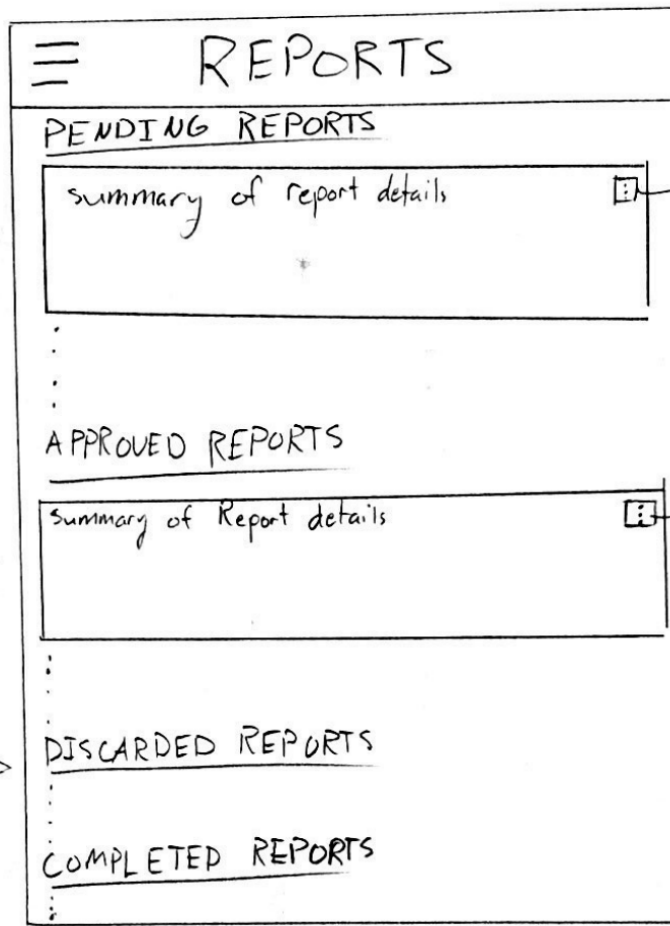 REPORTS
PENDING REPORTS
summary of report details
APPROVED REPORTS
Summary of Report details
DISCARDED REPORTS
COMPLETED REPORTS